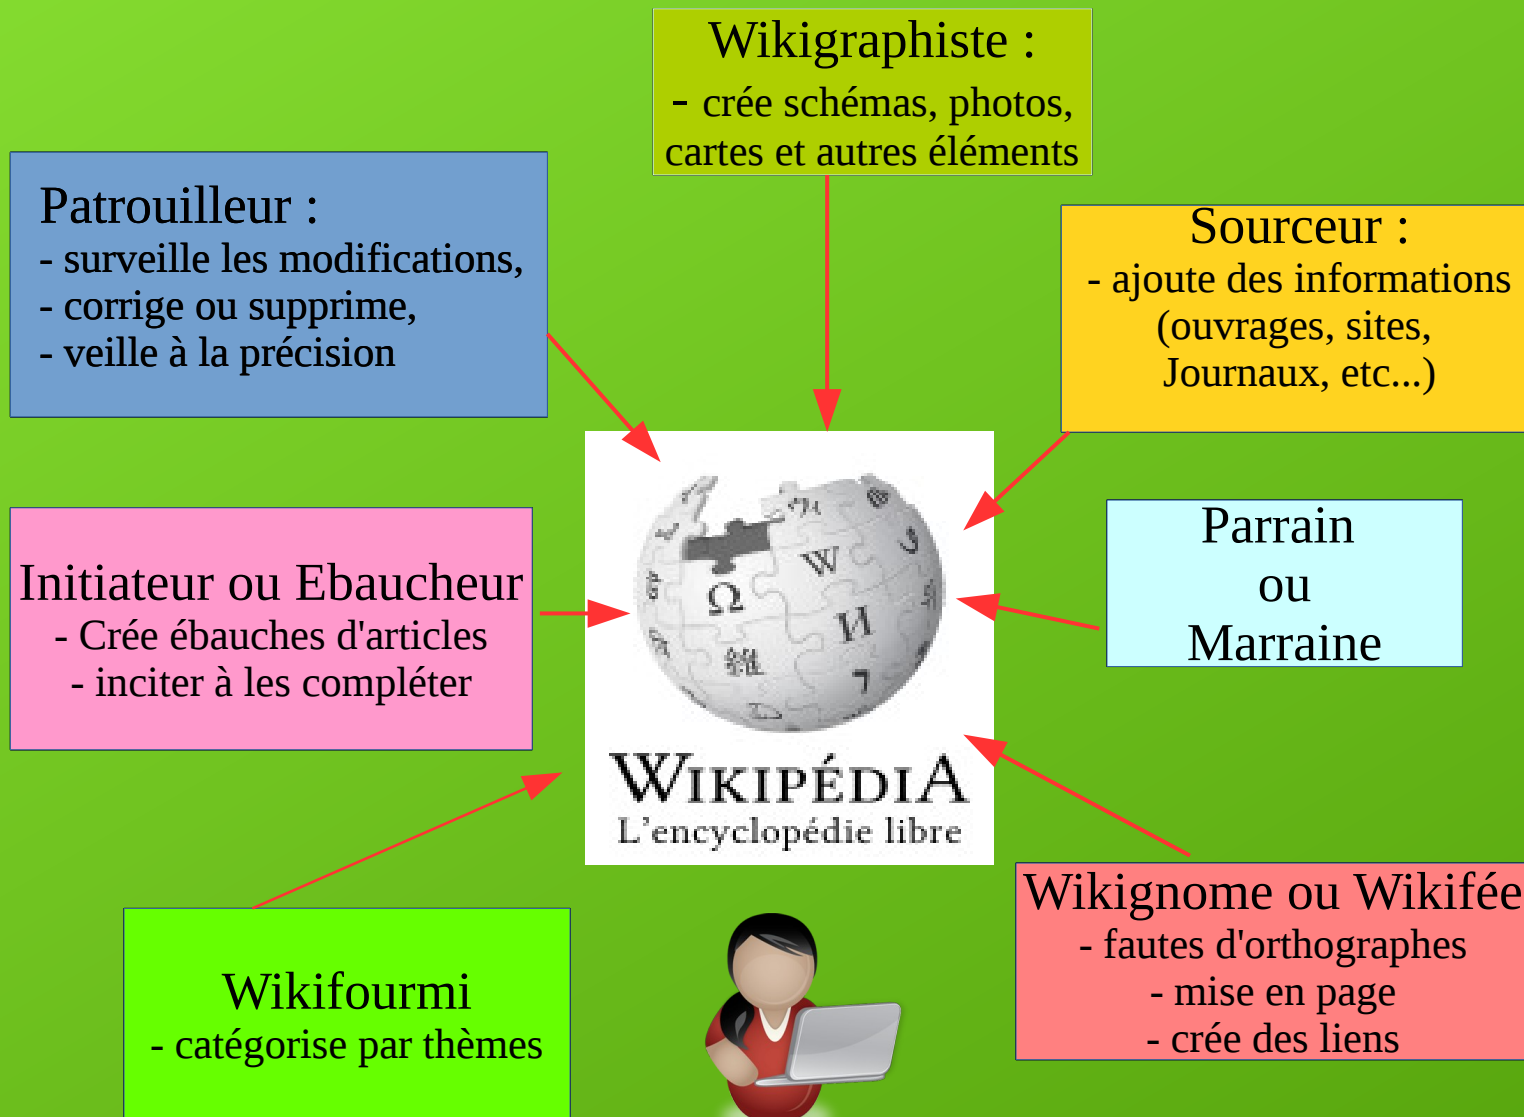 Wikigraphiste :
- crée schémas, photos,
cartes et autres éléments
Patrouilleur :
- surveille les modifications,
- corrige ou supprime,
- veille à la précision
Sourceur :
- ajoute des informations
(ouvrages, sites,
Journaux, etc...)
Initiateur ou Ebaucheur
- Crée ébauches d'articles
- inciter à les compléter
Parrain
ou
Marraine
Ω
W
И
維
7
WIKIPÉDIA
L'encyclopédie libre
Wikifourmi
- catégorise par thèmes
Wikignome ou Wikifée
- fautes d'orthographes
- mise en page
- crée des liens